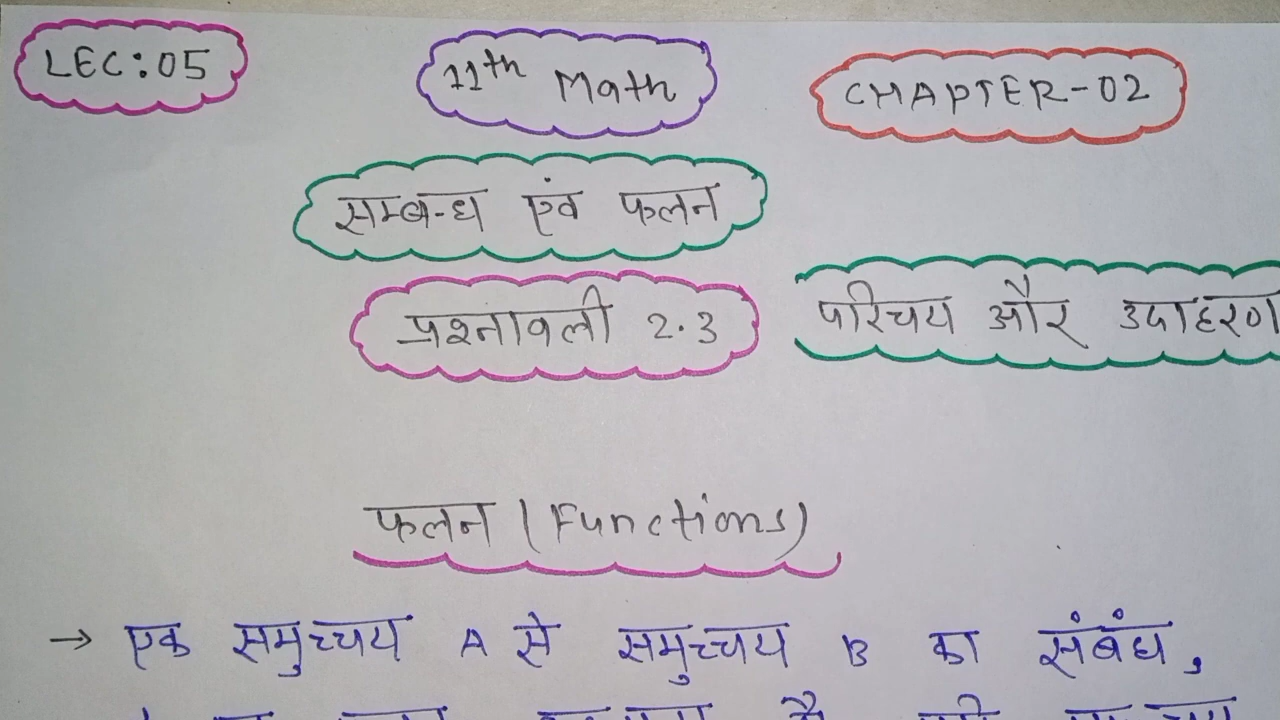 LEC:05
11th Math
CHAPTER-02
सम्बन्ध एवं फलन
प्रश्नावली 2.3
परिचय और उदाहरण
फलन (Functions)
→ एक समुच्चय A से समुच्चय B का संबंध,